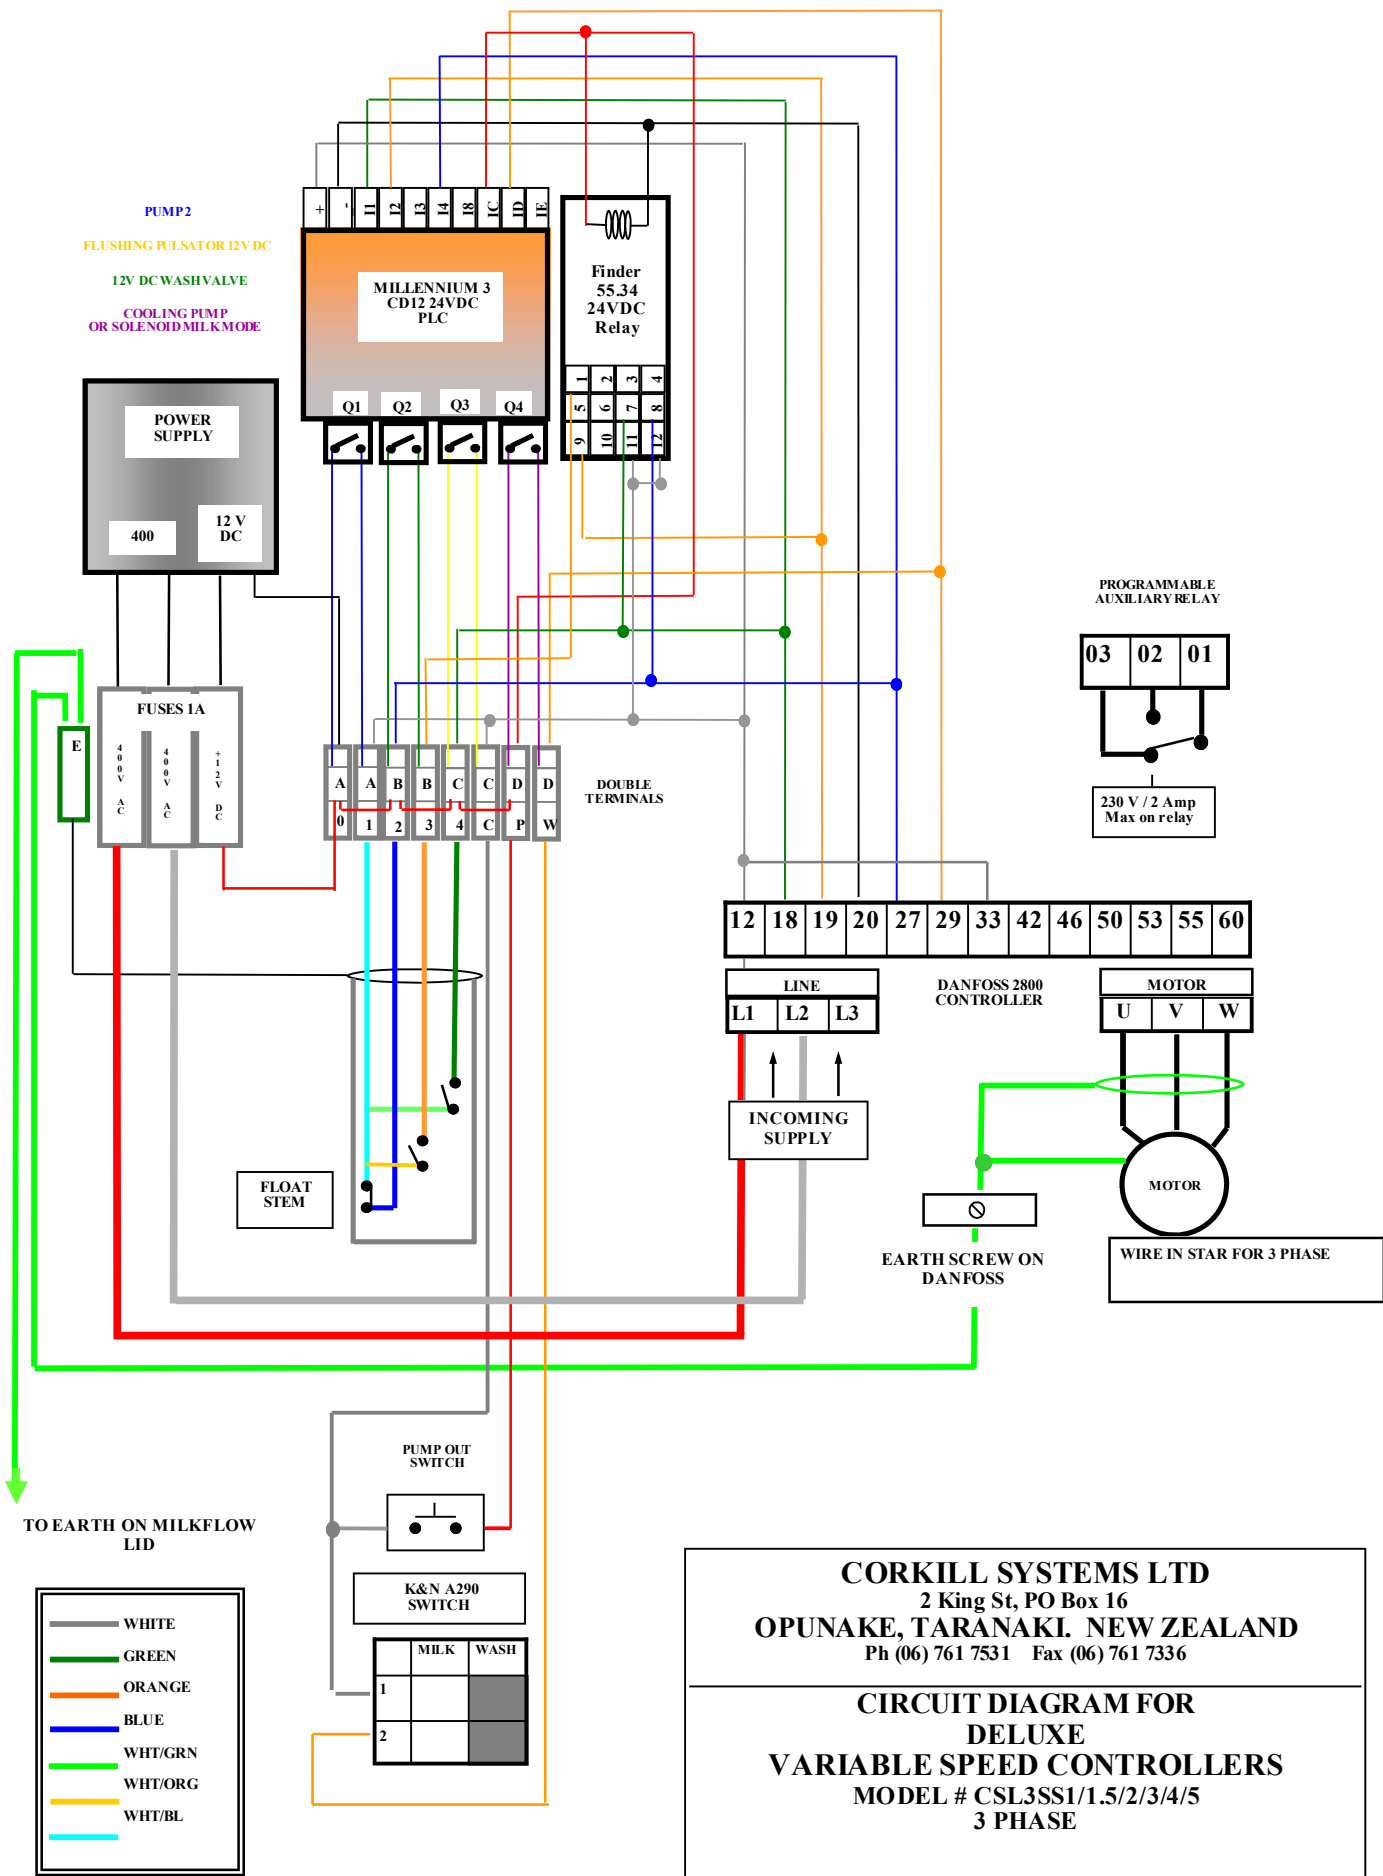 PUMP 2
FLUSHING PULSATOR 12V DC
12V DC WASH VALVE
COOLING PUMP
OR SOLENOID MILK MODE
+ - I1 I2 I3 I4 I8 IC ID IE
MILLENNIUM 3
CD12 24VDC
PLC
Q1 Q2 Q3 Q4
Finder
55.34
24VDC
Relay
1 2 3 4
5 6 7 8
9 10 11 12
POWER
SUPPLY
400
12 V
DC
PROGRAMMABLE
AUXILIARY RELAY
03 02 01
230 V / 2 Amp
Max on relay
E
FUSES 1A
400V AC
400V AC
+12V DC
A A B B C C D D
0 1 2 3 4 C P W
DOUBLE
TERMINALS
12 18 19 20 27 29 33 42 46 50 53 55 60
LINE
L1 L2 L3
DANFOSS 2800
CONTROLLER
MOTOR
U V W
INCOMING
SUPPLY
FLOAT
STEM
MOTOR
EARTH SCREW ON
DANFOSS
WIRE IN STAR FOR 3 PHASE
PUMP OUT
SWITCH
TO EARTH ON MILKFLOW
LID
K&N A290
SWITCH
MILK WASH
1
2
WHITE
GREEN
ORANGE
BLUE
WHT/GRN
WHT/ORG
WHT/BL
CORKILL SYSTEMS LTD
2 King St, PO Box 16
OPUNAKE, TARANAKI. NEW ZEALAND
Ph (06) 761 7531 Fax (06) 761 7336
CIRCUIT DIAGRAM FOR
DELUXE
VARIABLE SPEED CONTROLLERS
MODEL # CSL3SS1/1.5/2/3/4/5
3 PHASE